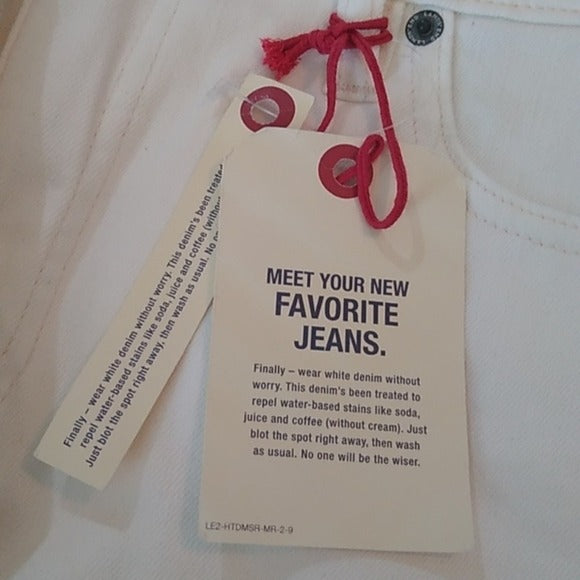 MEET YOUR NEW
FAVORITE
JEANS.
Finally – wear white denim without
worry. This denim's been treated to
repel water-based stains like soda,
juice and coffee (without cream). Just
blot the spot right away, then wash
as usual. No one will be the wiser.
LE2-HTDMSR-MR-2-9
Finally – wear white denim without worry. This denim's been treated
repel water-based stains like soda, juice and coffee (without
Just blot the spot right away, then wash as usual. No